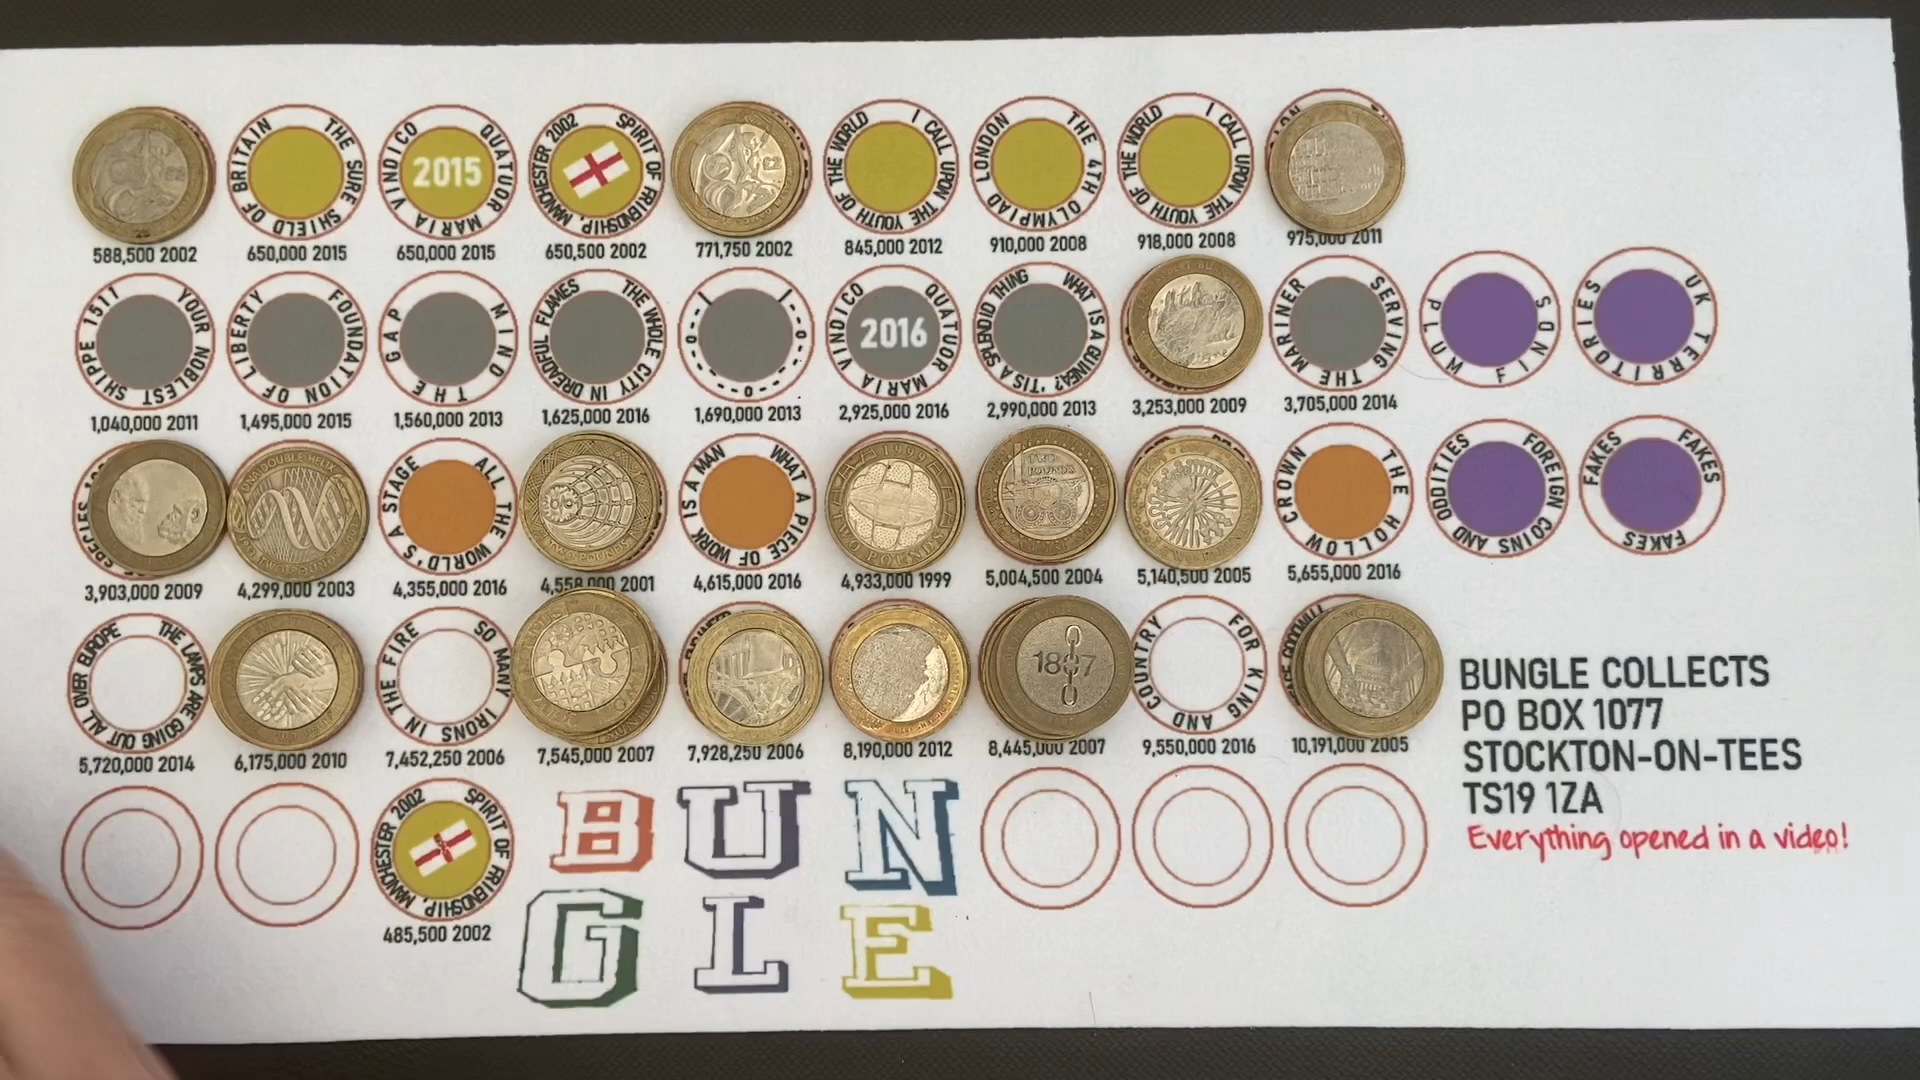 THE SURE SHIELD OF BRITAIN
QUATUOR MARIA VINDICO
2015
SPIRIT OF FRIENDSHIP, MANCHESTER 2002
I CALL UPON THE YOUTH OF THE WORLD
THE 4TH OLYMPIAD LONDON
I CALL UPON THE YOUTH OF THE WORLD
588,500 2002
650,000 2015
650,000 2015
650,500 2002
771,750 2002
845,000 2012
910,000 2008
918,000 2008
975,000 2011
YOUR NOBLEST SHIPPE 1511
FOUNDATION OF LIBERTY
MIND THE GAP
THE WHOLE CITY IN DREADFUL FLAMES
QUATUOR MARIA VINDICO
2016
WHAT IS A GUINEA? 'TIS A SPLENDID THING
SERVING THE MARINER
PLUM FI SONS
UK TERRITORIES
1,040,000 2011
1,495,000 2015
1,560,000 2013
1,625,000 2016
1,690,000 2013
2,925,000 2016
2,990,000 2013
3,253,000 2009
3,705,000 2014
DNA DOUBLE HELIX
ALL THE WORLD'S A STAGE
TWO POUNDS
WHAT A PIECE OF WORK IS A MAN
1999
TWO POUNDS
TWO POUNDS
THE HOLLOW CROWN
FOREIGN COINS AND ODDITIES
FAKES FAKES FAKES
3,903,000 2009
4,299,000 2003
4,355,000 2016
4,558,000 2001
4,615,000 2016
4,933,000 1999
5,004,500 2004
5,140,500 2005
5,655,000 2016
THE LAMPS ARE GOING OUT ALL OVER EUROPE
SO MANY IRONS IN THE FIRE
1807
FOR KING AND COUNTRY
5,720,000 2014
6,175,000 2010
7,452,250 2006
7,545,000 2007
7,928,250 2006
8,190,000 2012
8,445,000 2007
9,550,000 2016
10,191,000 2005
BUNGLE COLLECTS
PO BOX 1077
STOCKTON-ON-TEES
TS19 1ZA
Everything opened in a video!
SPIRIT OF FRIENDSHIP, MANCHESTER 2002
485,500 2002
BUN
GLE